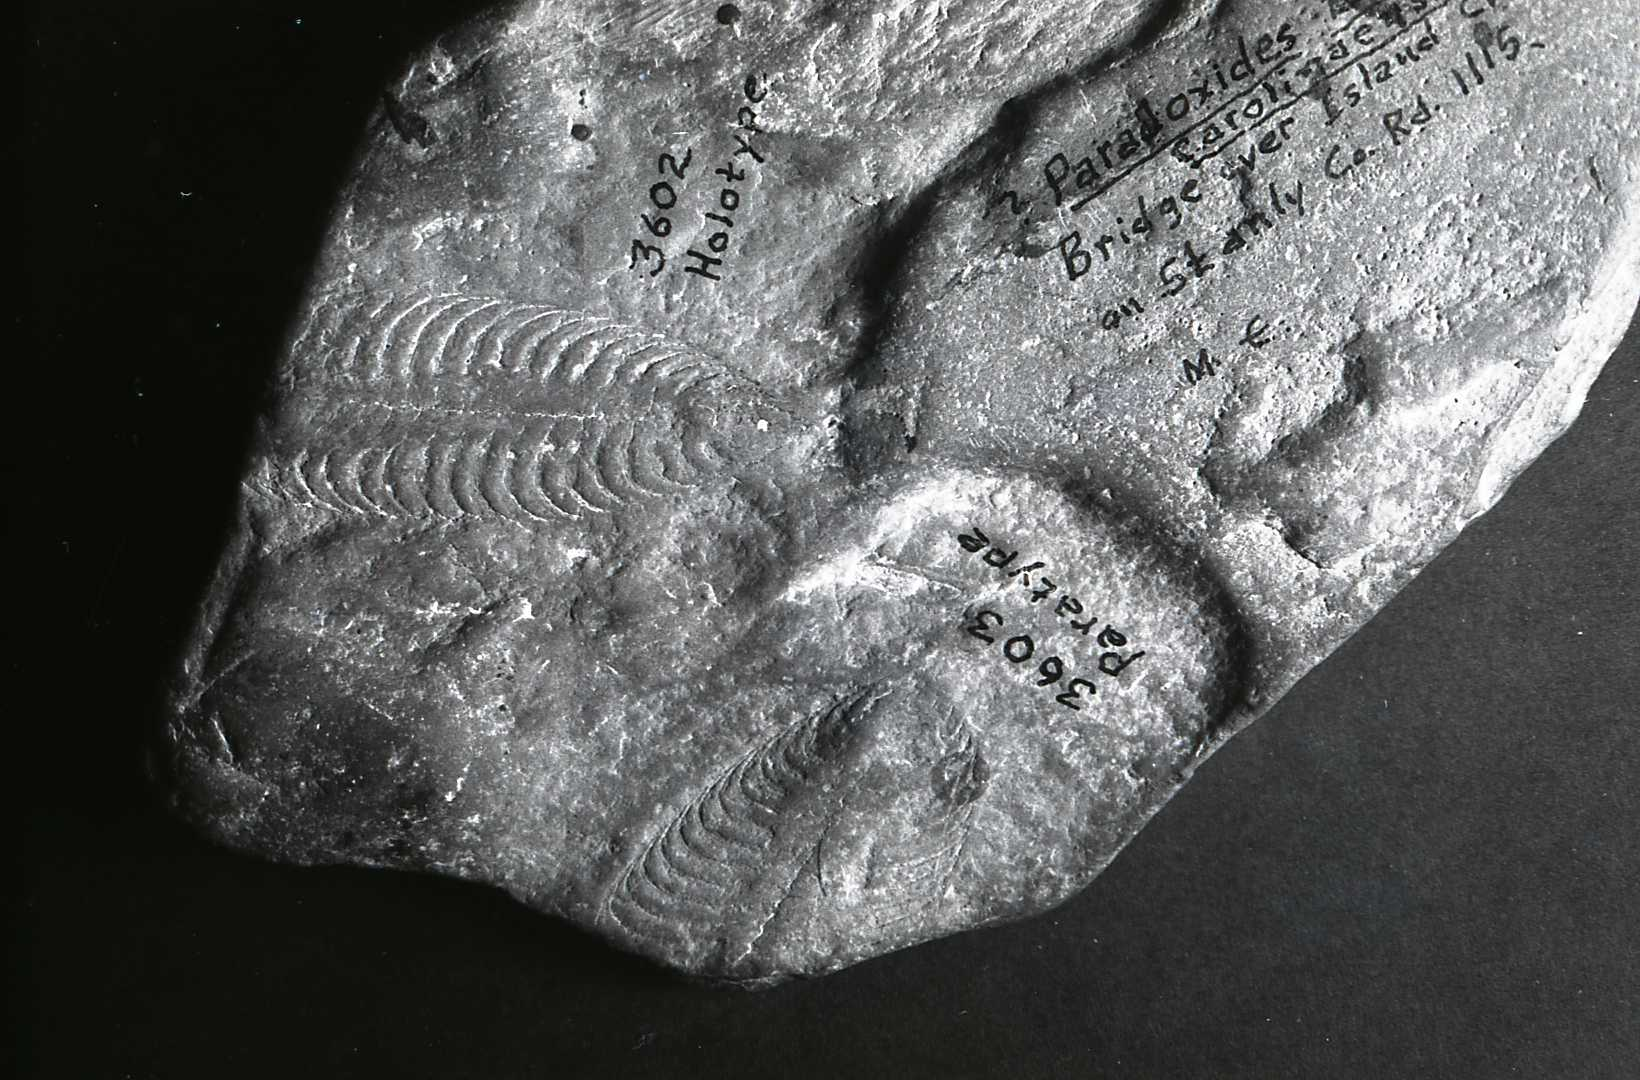 3602
Holotype
? Paradoxides
carolinaensis
Bridge over Island Cr.
on Stanly Co. Rd. 1115.
M. E.
3603
Paratype